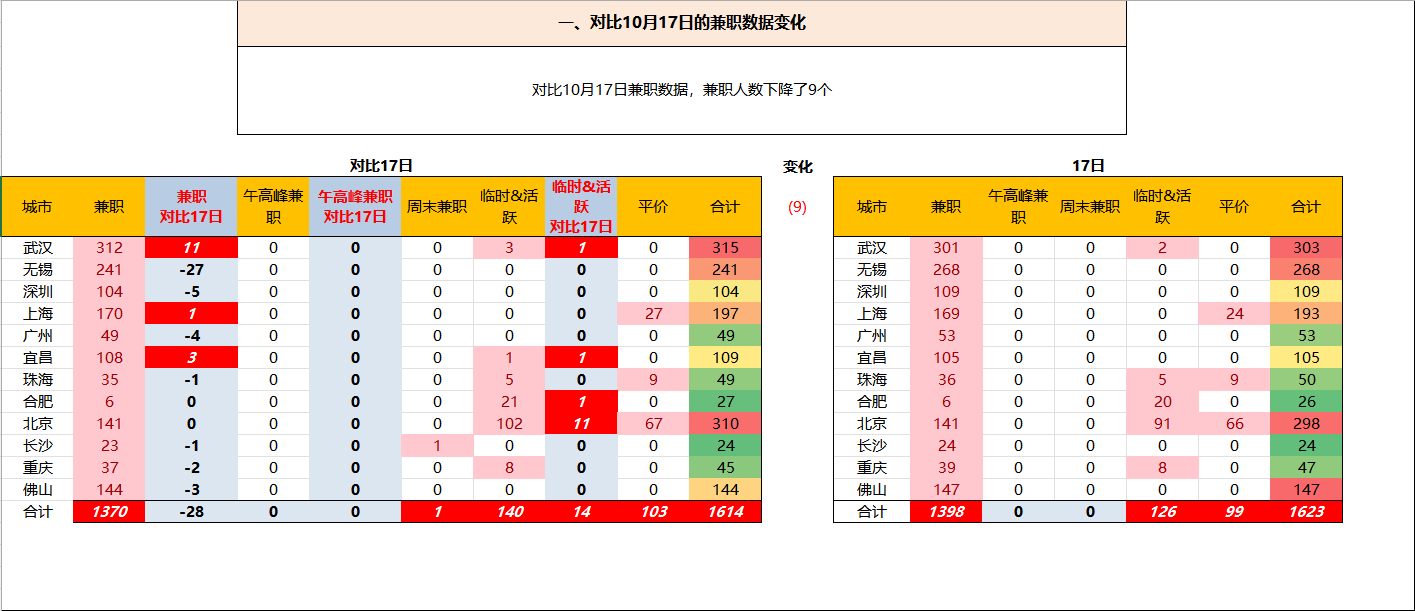 一、对比10月17日的兼职数据变化
对比10月17日兼职数据，兼职人数下降了9个
对比17日 变化 17日
城市 兼职 兼职 对比17日 午高峰兼职 午高峰兼职 对比17日 周末兼职 临时&活跃 临时&活跃 对比17日 平价 合计 (9) 城市 兼职 午高峰兼职 周末兼职 临时&活跃 平价 合计
武汉 312 11 0 0 0 3 1 0 315 武汉 301 0 0 2 0 303
无锡 241 -27 0 0 0 0 0 0 241 无锡 268 0 0 0 0 268
深圳 104 -5 0 0 0 0 0 0 104 深圳 109 0 0 0 0 109
上海 170 1 0 0 0 0 0 27 197 上海 169 0 0 0 24 193
广州 49 -4 0 0 0 0 0 0 49 广州 53 0 0 0 0 53
宜昌 108 3 0 0 0 1 1 0 109 宜昌 105 0 0 0 0 105
珠海 35 -1 0 0 0 5 0 9 49 珠海 36 0 0 5 9 50
合肥 6 0 0 0 0 21 1 0 27 合肥 6 0 0 20 0 26
北京 141 0 0 0 0 102 11 67 310 北京 141 0 0 91 66 298
长沙 23 -1 0 0 1 0 0 0 24 长沙 24 0 0 0 0 24
重庆 37 -2 0 0 0 8 0 0 45 重庆 39 0 0 8 0 47
佛山 144 -3 0 0 0 0 0 0 144 佛山 147 0 0 0 0 147
合计 1370 -28 0 0 1 140 14 103 1614 合计 1398 0 0 126 99 1623